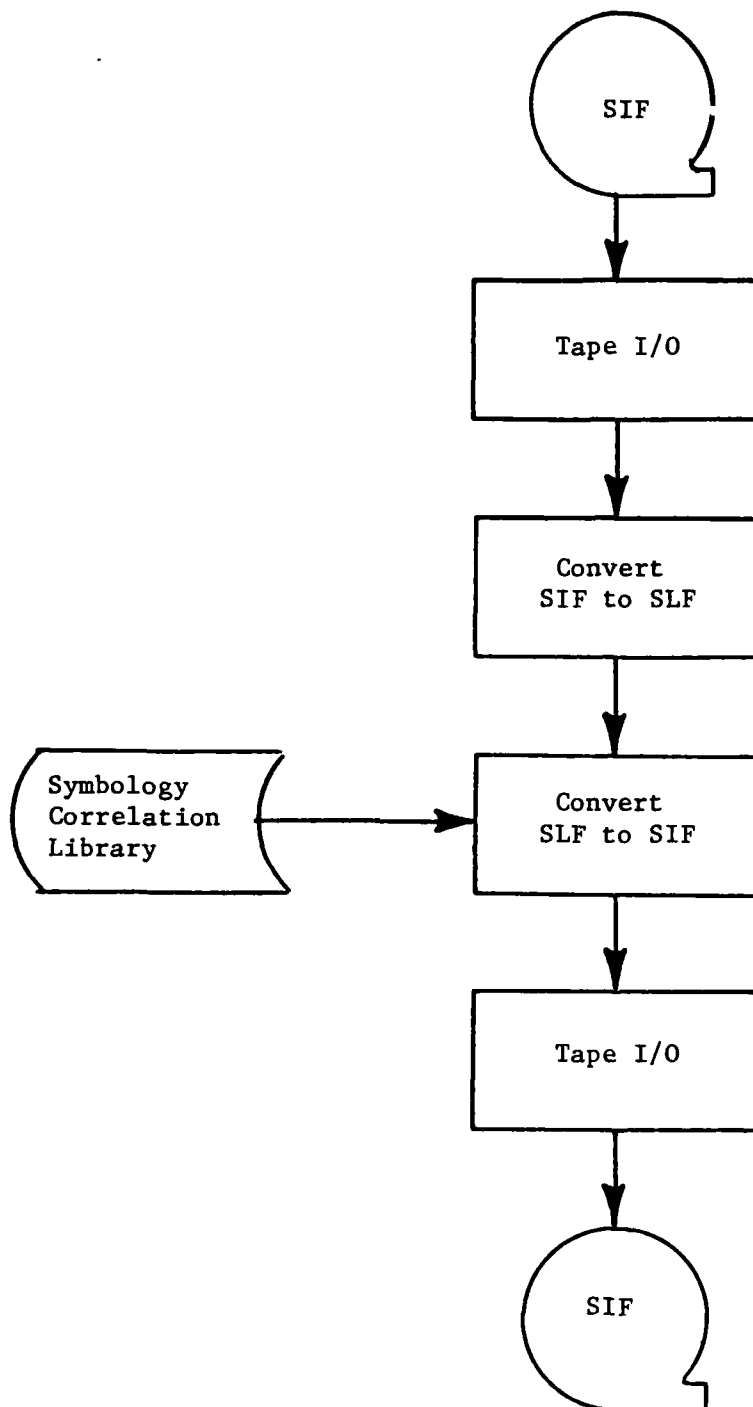 SIF
Tape I/O
Convert
SIF to SLF
Symbology
Correlation
Library
Convert
SLF to SIF
Tape I/O
SIF